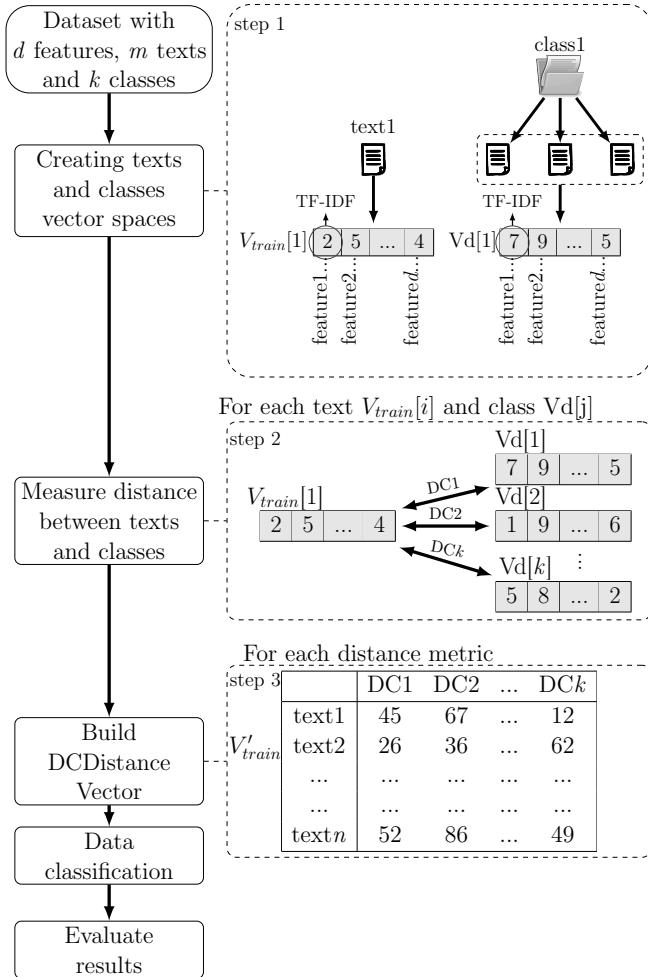 Dataset with
d features, m texts
and k classes
Creating texts
and classes
vector spaces
Measure distance
between texts
and classes
Build
DCDistance
Vector
Data
classification
Evaluate
results
step 1
class1
text1
TF-IDF
TF-IDF
V_train[1] 2 5 ... 4
Vd[1] 7 9 ... 5
feature1...
feature2...
featured...
feature1...
feature2...
featured...
For each text V_train[i] and class Vd[j]
step 2
V_train[1]
2 5 ... 4
DC1
DC2
DCk
Vd[1]
7 9 ... 5
Vd[2]
1 9 ... 6
⋮
Vd[k]
5 8 ... 2
For each distance metric
step 3
V′_train
DC1 DC2 ... DCk
text1 45 67 ... 12
text2 26 36 ... 62
... ... ... ... ...
... ... ... ... ...
textn 52 86 ... 49